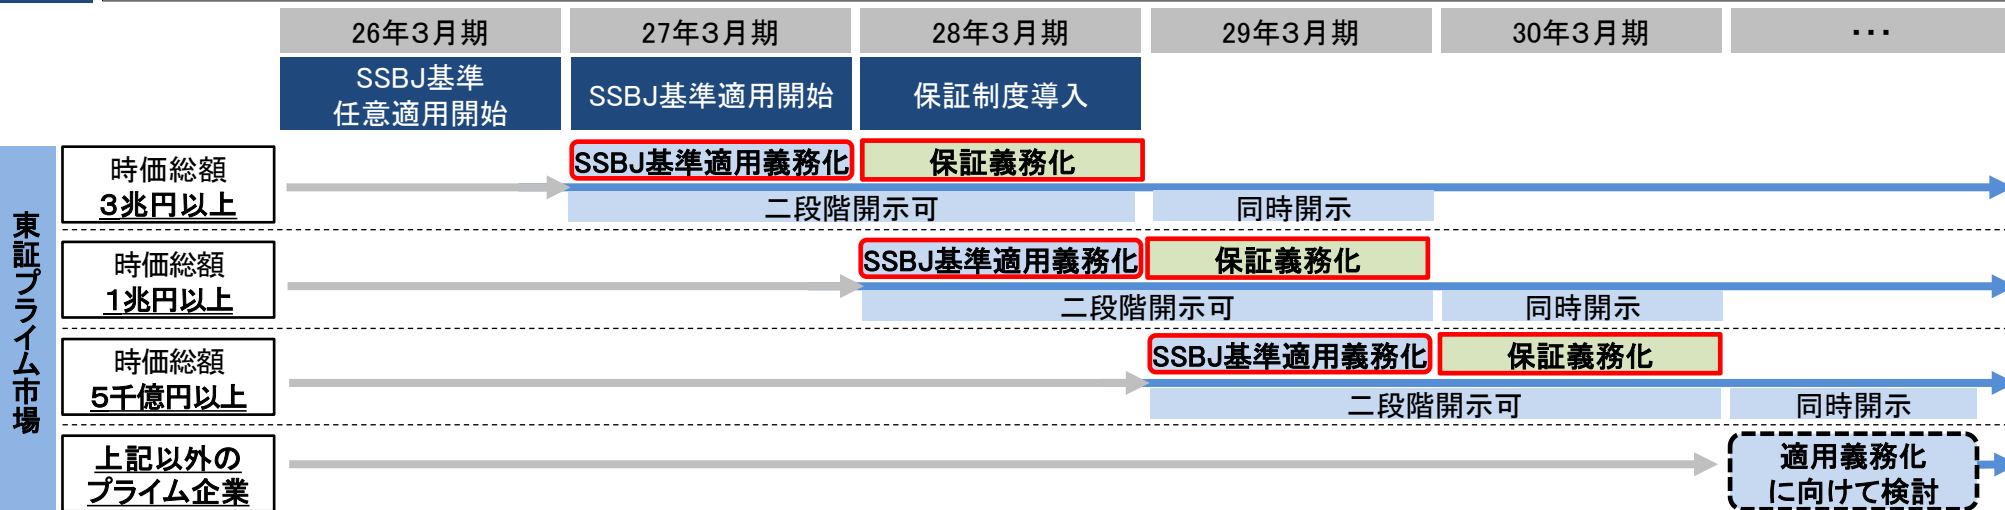 26年３月期
27年３月期
28年３月期
29年３月期
30年３月期
･･･
SSBJ基準
任意適用開始
SSBJ基準適用開始
保証制度導入
東証プライム市場
時価総額
３兆円以上
SSBJ基準適用義務化
保証義務化
二段階開示可
同時開示
時価総額
１兆円以上
SSBJ基準適用義務化
保証義務化
二段階開示可
同時開示
時価総額
５千億円以上
SSBJ基準適用義務化
保証義務化
二段階開示可
同時開示
上記以外の
プライム企業
適用義務化
に向けて検討